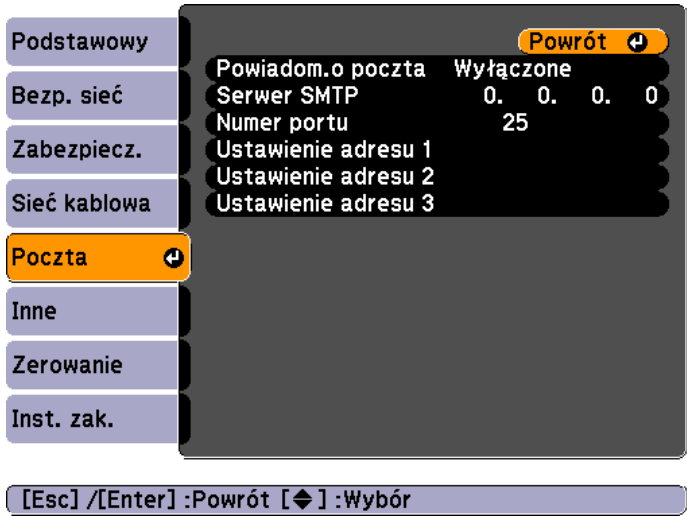 Podstawowy
Bezp. sieć
Zabezpiecz.
Sieć kablowa
Poczta
Inne
Zerowanie
Inst. zak.
Powrót
Powiadom.o poczta Wyłączone
Serwer SMTP 0. 0. 0. 0
Numer portu 25
Ustawienie adresu 1
Ustawienie adresu 2
Ustawienie adresu 3
[Esc] /[Enter] :Powrót [◆] :Wybór